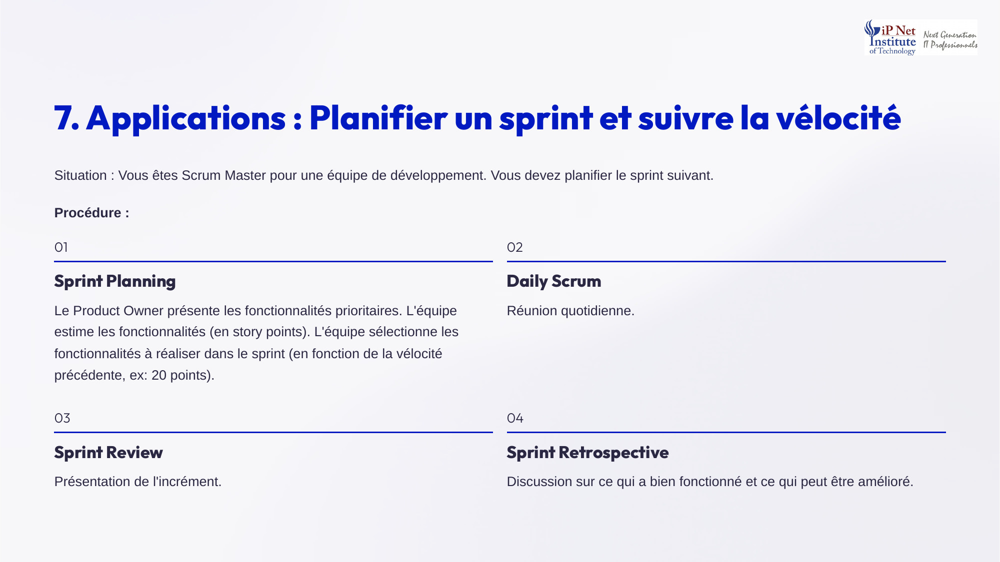 iP Net
Institute
of Technology
Next Generation
IT Professionnels
7. Applications : Planifier un sprint et suivre la vélocité
Situation : Vous êtes Scrum Master pour une équipe de développement. Vous devez planifier le sprint suivant.
Procédure :
01
Sprint Planning
Le Product Owner présente les fonctionnalités prioritaires. L'équipe
estime les fonctionnalités (en story points). L'équipe sélectionne les
fonctionnalités à réaliser dans le sprint (en fonction de la vélocité
précédente, ex: 20 points).
02
Daily Scrum
Réunion quotidienne.
03
Sprint Review
Présentation de l'incrément.
04
Sprint Retrospective
Discussion sur ce qui a bien fonctionné et ce qui peut être amélioré.